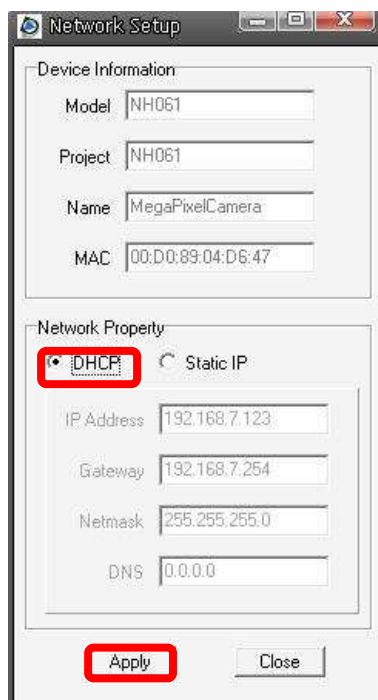 Network Setup
Device Information
Model NH061
Project NH061
Name MegaPixelCamera
MAC 00:D0:89:04:D6:47
Network Property
DHCP Static IP
IP Address 192.168.7.123
Gateway 192.168.7.254
Netmask 255.255.255.0
DNS 0.0.0.0
Apply Close